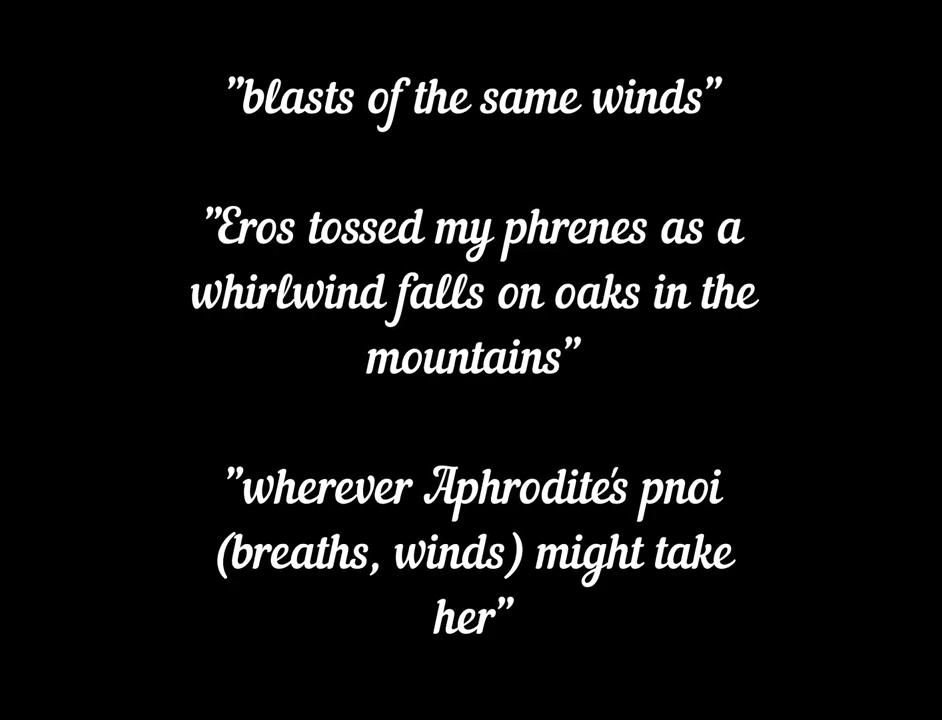 "blasts of the same winds"
"Eros tossed my phrenes as a
whirlwind falls on oaks in the
mountains"
"wherever Aphrodite's pnoi
(breaths, winds) might take
her"